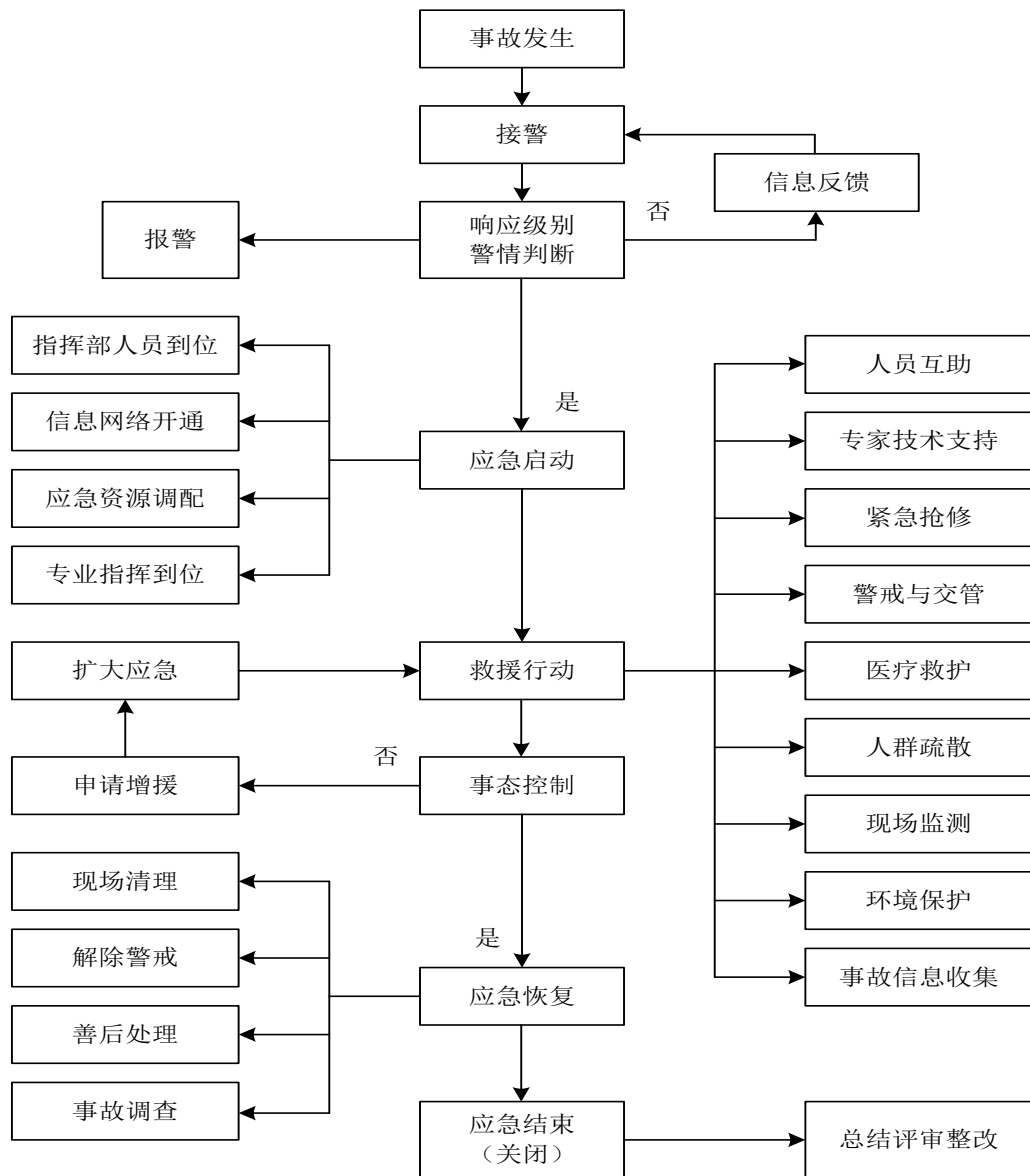 事故发生
接警
信息反馈
否
响应级别
警情判断
报警
指挥部人员到位
人员互助
是
信息网络开通
专家技术支持
应急启动
应急资源调配
紧急抢修
专业指挥到位
警戒与交管
扩大应急
救援行动
医疗救护
否
人群疏散
申请增援
事态控制
现场监测
现场清理
环境保护
是
解除警戒
应急恢复
事故信息收集
善后处理
事故调查
应急结束
（关闭）
总结评审整改